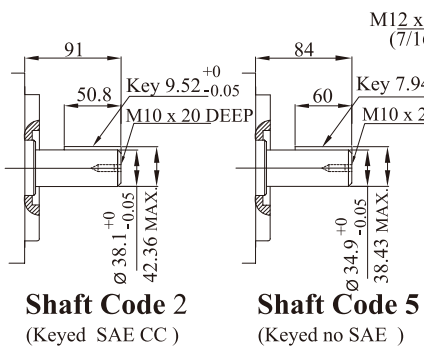 M12 x
(7/16
91
50.8
Key 9.52 +0 -0.05
M10 x 20 DEEP
Ø 38.1 +0 -0.05
42.36 MAX.
Shaft Code 2
(Keyed SAE CC )
84
60
Key 7.94
M10 x 2
Ø 34.9 +0 -0.05
38.43 MAX.
Shaft Code 5
(Keyed no SAE )